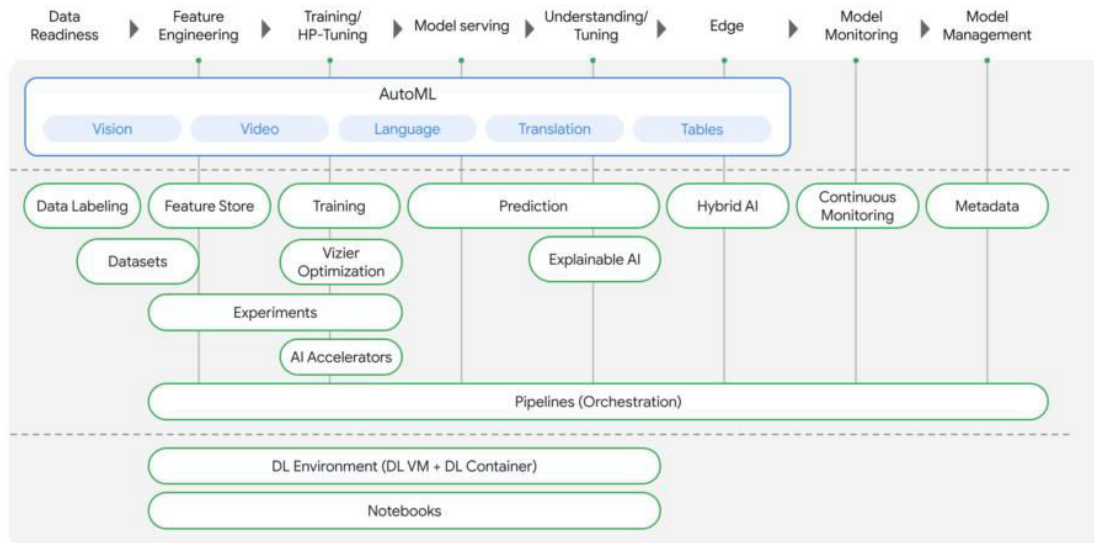 Data
Readiness
Feature
Engineering
Training/
HP-Tuning
Model serving
Understanding/
Tuning
Edge
Model
Monitoring
Model
Management
AutoML
Vision
Video
Language
Translation
Tables
Data Labeling
Feature Store
Training
Prediction
Hybrid AI
Continuous
Monitoring
Metadata
Datasets
Vizier
Optimization
Explainable AI
Experiments
AI Accelerators
Pipelines (Orchestration)
DL Environment (DL VM + DL Container)
Notebooks